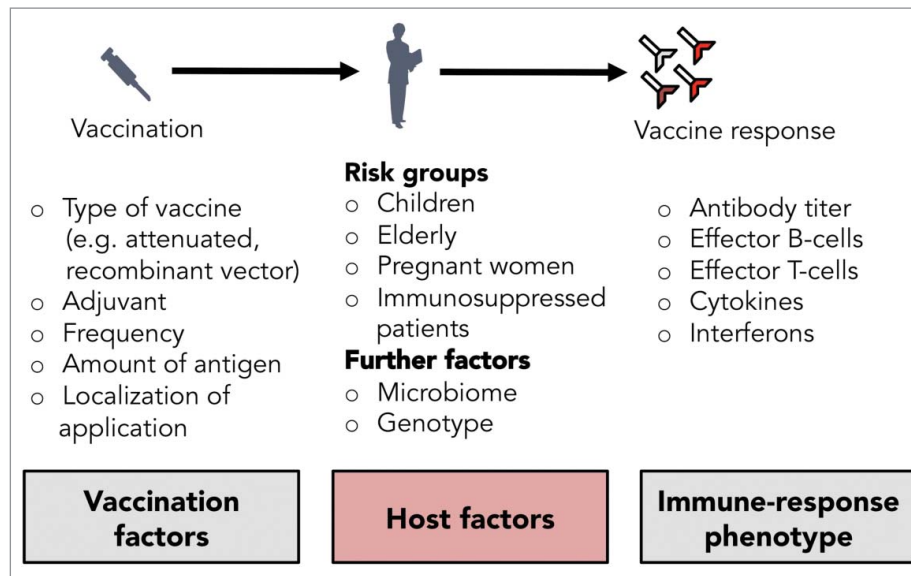 Vaccination
Vaccine response
○ Type of vaccine
(e.g. attenuated,
recombinant vector)
○ Adjuvant
○ Frequency
○ Amount of antigen
○ Localization of
application
Risk groups
○ Children
○ Elderly
○ Pregnant women
○ Immunosuppressed
patients
Further factors
○ Microbiome
○ Genotype
○ Antibody titer
○ Effector B-cells
○ Effector T-cells
○ Cytokines
○ Interferons
Vaccination
factors
Host factors
Immune-response
phenotype